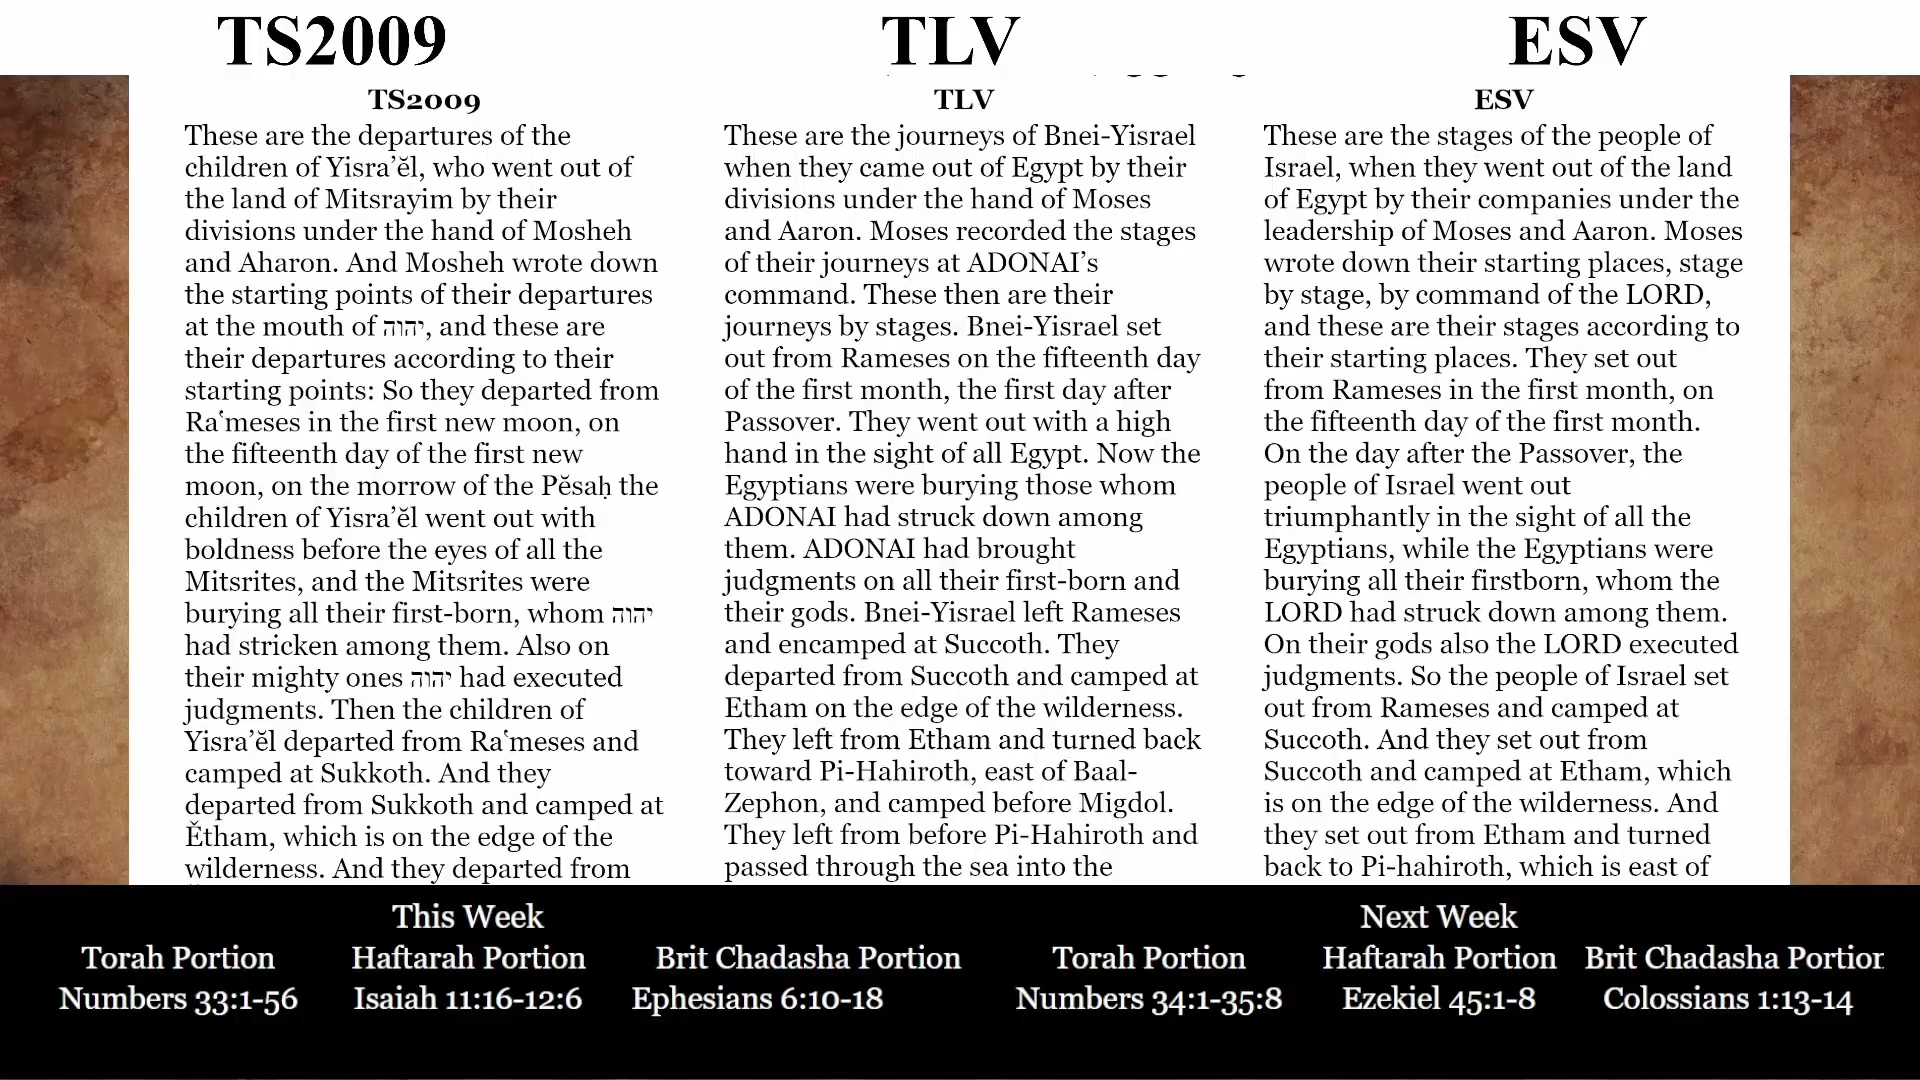 TS2009
TLV
ESV
TS2009
These are the departures of the
children of Yisra’ĕl, who went out of
the land of Mitsrayim by their
divisions under the hand of Mosheh
and Aharon. And Mosheh wrote down
the starting points of their departures
at the mouth of יהוה, and these are
their departures according to their
starting points: So they departed from
Raʽmeses in the first new moon, on
the fifteenth day of the first new
moon, on the morrow of the Pĕsaḥ the
children of Yisra’ĕl went out with
boldness before the eyes of all the
Mitsrites, and the Mitsrites were
burying all their first-born, whom יהוה
had stricken among them. Also on
their mighty ones יהוה had executed
judgments. Then the children of
Yisra’ĕl departed from Raʽmeses and
camped at Sukkoth. And they
departed from Sukkoth and camped at
Ĕtham, which is on the edge of the
wilderness. And they departed from
TLV
These are the journeys of Bnei-Yisrael
when they came out of Egypt by their
divisions under the hand of Moses
and Aaron. Moses recorded the stages
of their journeys at ADONAI’s
command. These then are their
journeys by stages. Bnei-Yisrael set
out from Rameses on the fifteenth day
of the first month, the first day after
Passover. They went out with a high
hand in the sight of all Egypt. Now the
Egyptians were burying those whom
ADONAI had struck down among
them. ADONAI had brought
judgments on all their first-born and
their gods. Bnei-Yisrael left Rameses
and encamped at Succoth. They
departed from Succoth and camped at
Etham on the edge of the wilderness.
They left from Etham and turned back
toward Pi-Hahiroth, east of Baal-
Zephon, and camped before Migdol.
They left from before Pi-Hahiroth and
passed through the sea into the
ESV
These are the stages of the people of
Israel, when they went out of the land
of Egypt by their companies under the
leadership of Moses and Aaron. Moses
wrote down their starting places, stage
by stage, by command of the LORD,
and these are their stages according to
their starting places. They set out
from Rameses in the first month, on
the fifteenth day of the first month.
On the day after the Passover, the
people of Israel went out
triumphantly in the sight of all the
Egyptians, while the Egyptians were
burying all their firstborn, whom the
LORD had struck down among them.
On their gods also the LORD executed
judgments. So the people of Israel set
out from Rameses and camped at
Succoth. And they set out from
Succoth and camped at Etham, which
is on the edge of the wilderness. And
they set out from Etham and turned
back to Pi-hahiroth, which is east of
This Week
Torah Portion
Numbers 33:1-56
Haftarah Portion
Isaiah 11:16-12:6
Brit Chadasha Portion
Ephesians 6:10-18
Next Week
Torah Portion
Numbers 34:1-35:8
Haftarah Portion
Ezekiel 45:1-8
Brit Chadasha Portion
Colossians 1:13-14